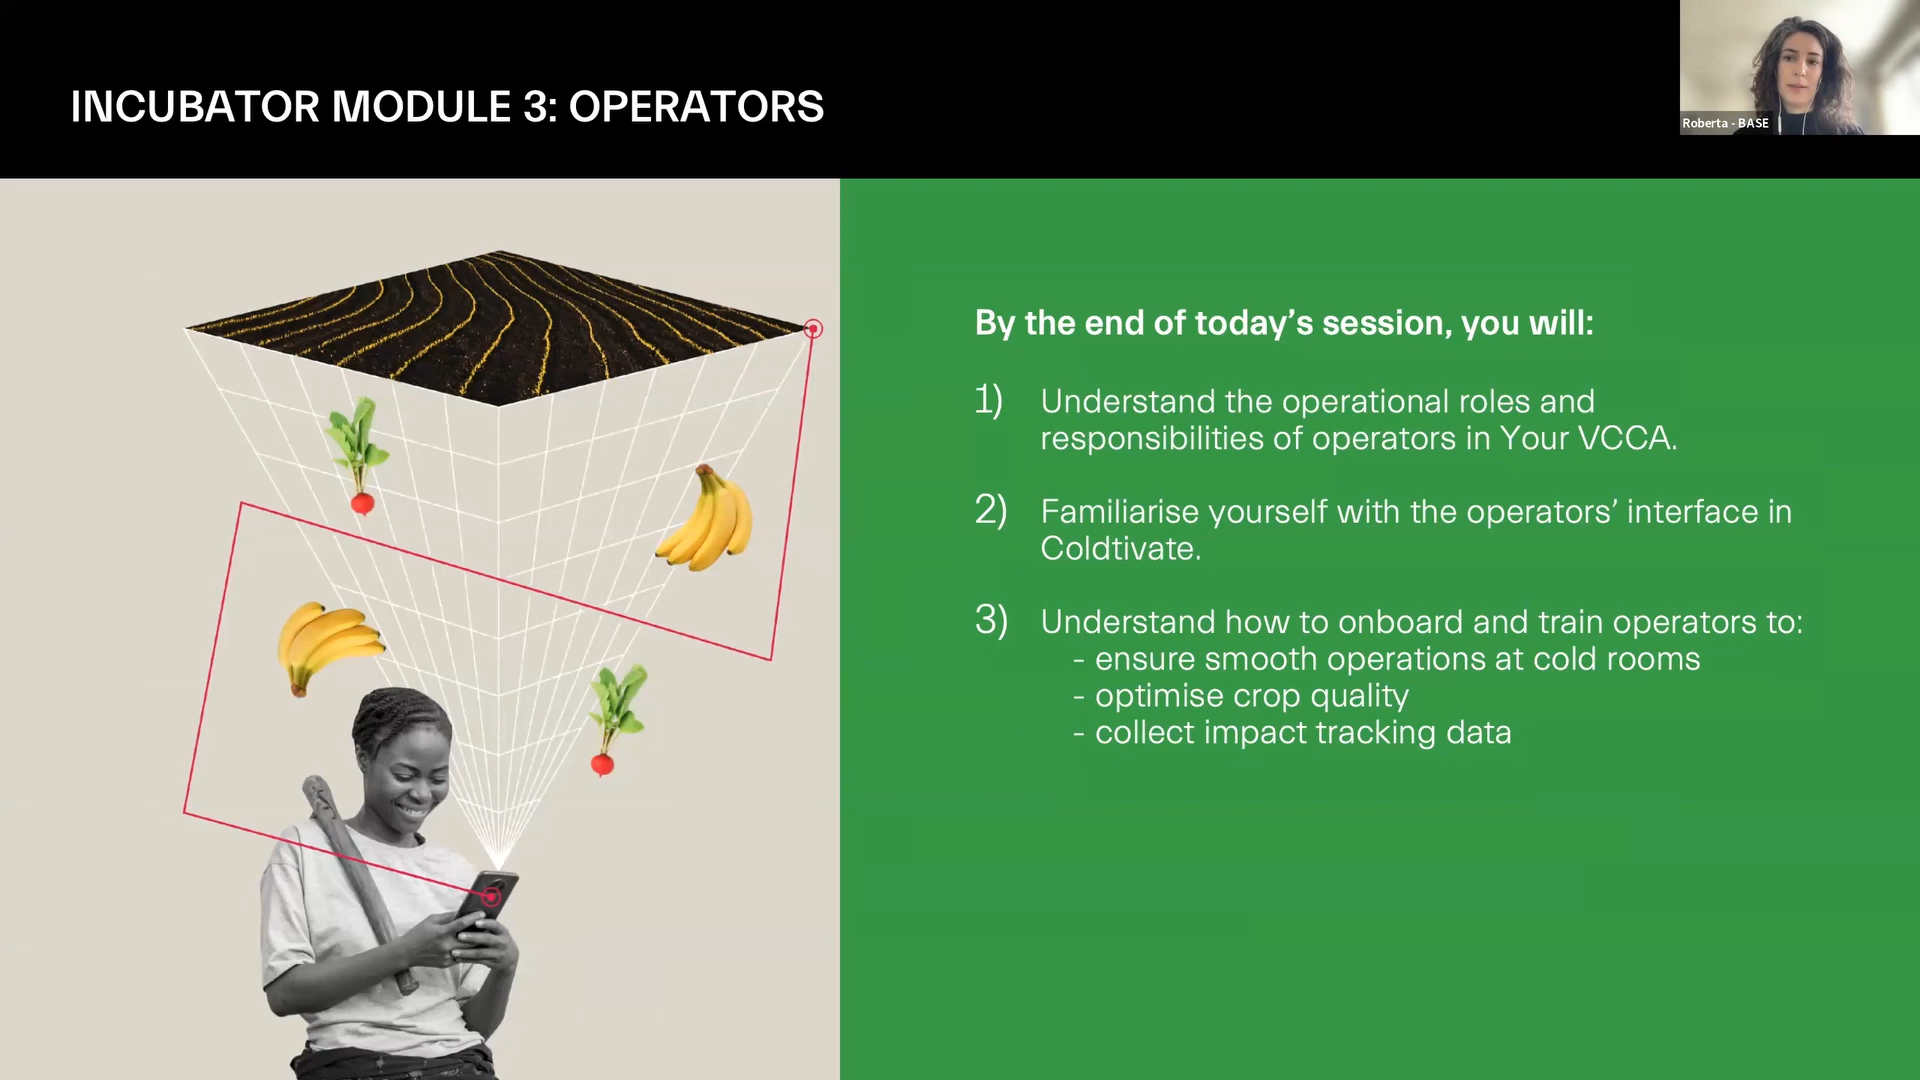 INCUBATOR MODULE 3: OPERATORS
Roberta - BASE
By the end of today’s session, you will:
1) Understand the operational roles and
responsibilities of operators in Your VCCA.
2) Familiarise yourself with the operators’ interface in
Coldtivate.
3) Understand how to onboard and train operators to:
- ensure smooth operations at cold rooms
- optimise crop quality
- collect impact tracking data